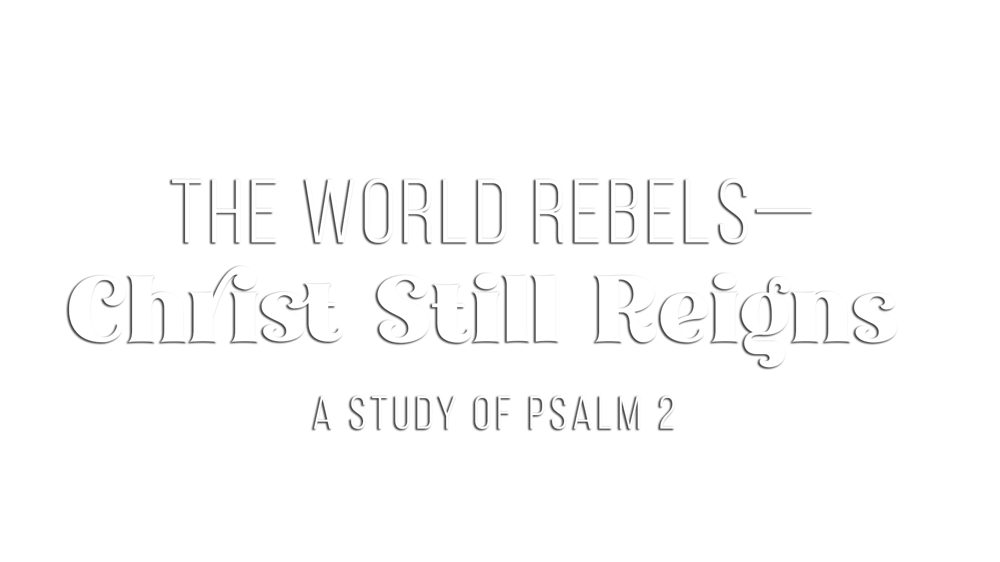 THE WORLD REBELS—
Christ Still Reigns
A STUDY OF PSALM 2